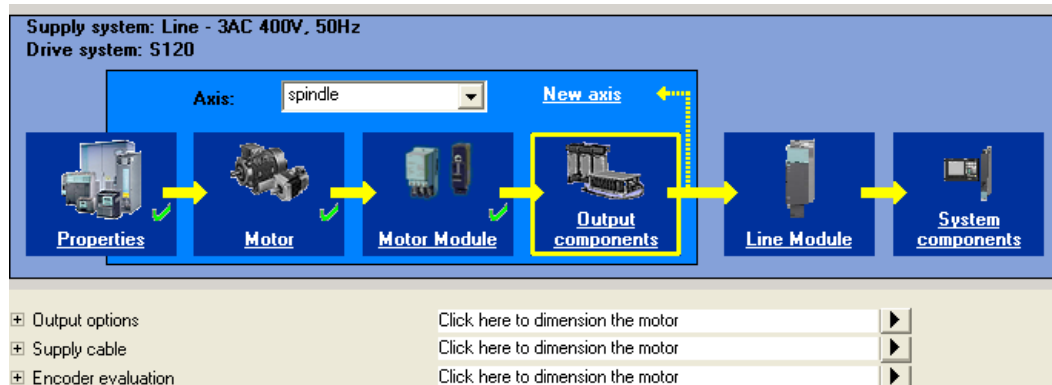 Supply system: Line - 3AC 400V, 50Hz
Drive system: S120
Axis: spindle New axis
Properties Motor Motor Module Output components Line Module System components
Output options Click here to dimension the motor
Supply cable Click here to dimension the motor
Encoder evaluation Click here to dimension the motor